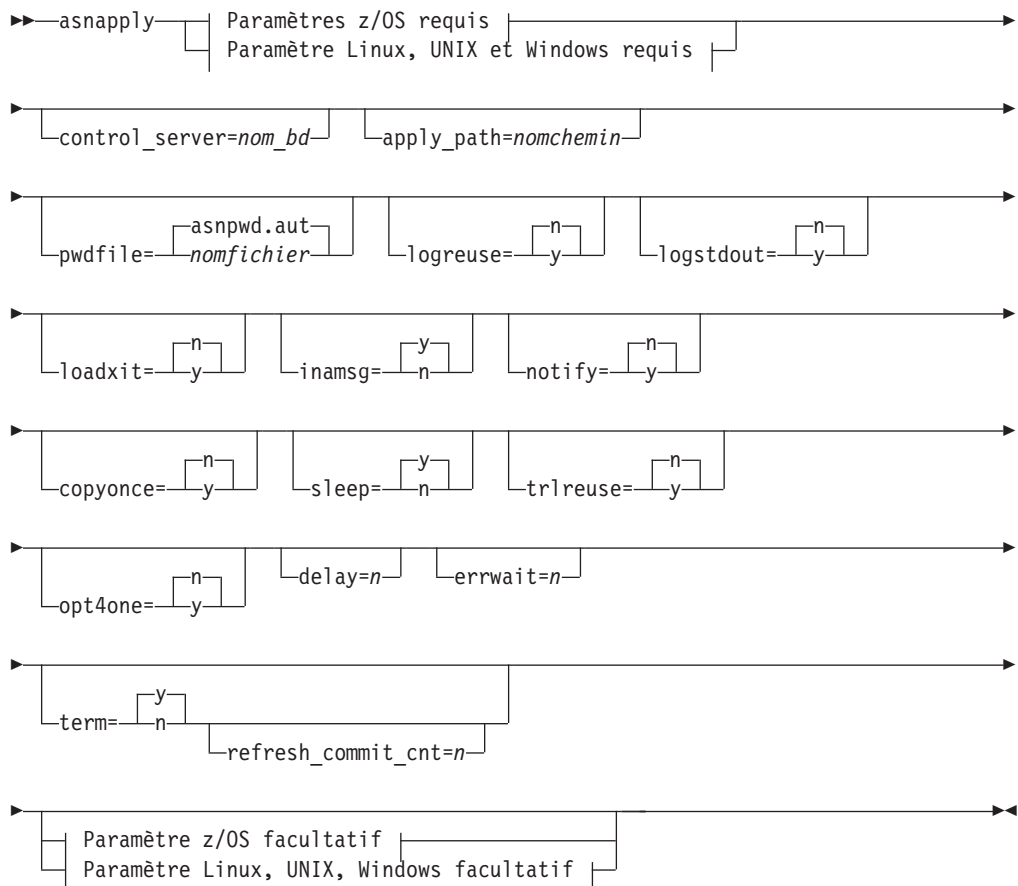 asnapply Paramètres z/OS requis
Paramètre Linux, UNIX et Windows requis
control_server=nom_bd apply_path=nomchemin
asnpwd.aut n n
pwdfile= nomfichier logreuse= y logstdout= y
n y n
loadxit= y inamsg= n notify= y
n y n
copyonce= y sleep= n trlreuse= y
n delay=n errwait=n
opt4one= y
y
term= n
refresh_commit_cnt=n
Paramètre z/OS facultatif
Paramètre Linux, UNIX, Windows facultatif